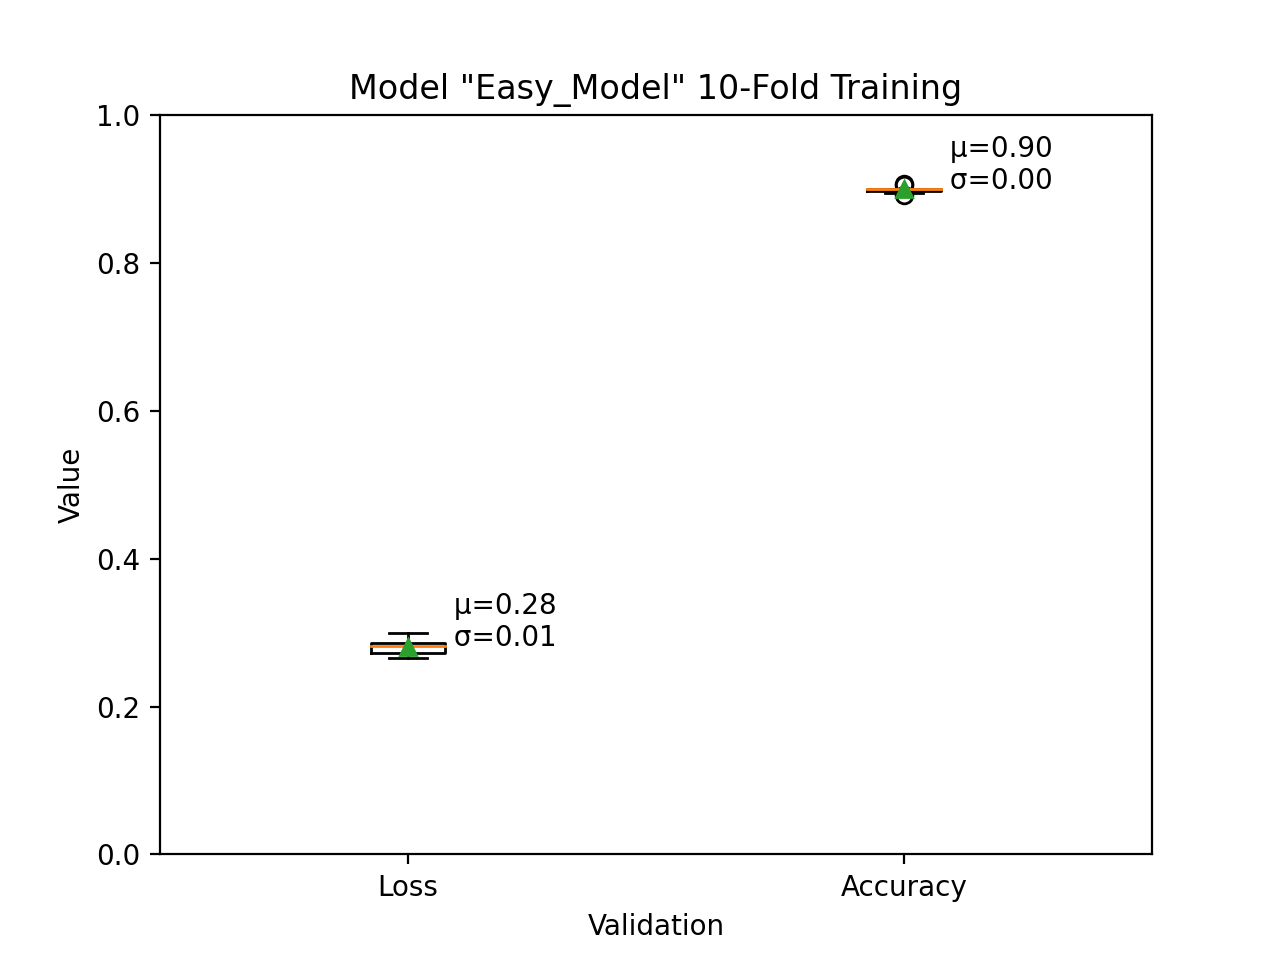 Model "Easy_Model" 10-Fold Training
1.0
μ=0.90
σ=0.00
0.8
0.6
Value
0.4
μ=0.28
σ=0.01
0.2
0.0
Loss
Accuracy
Validation